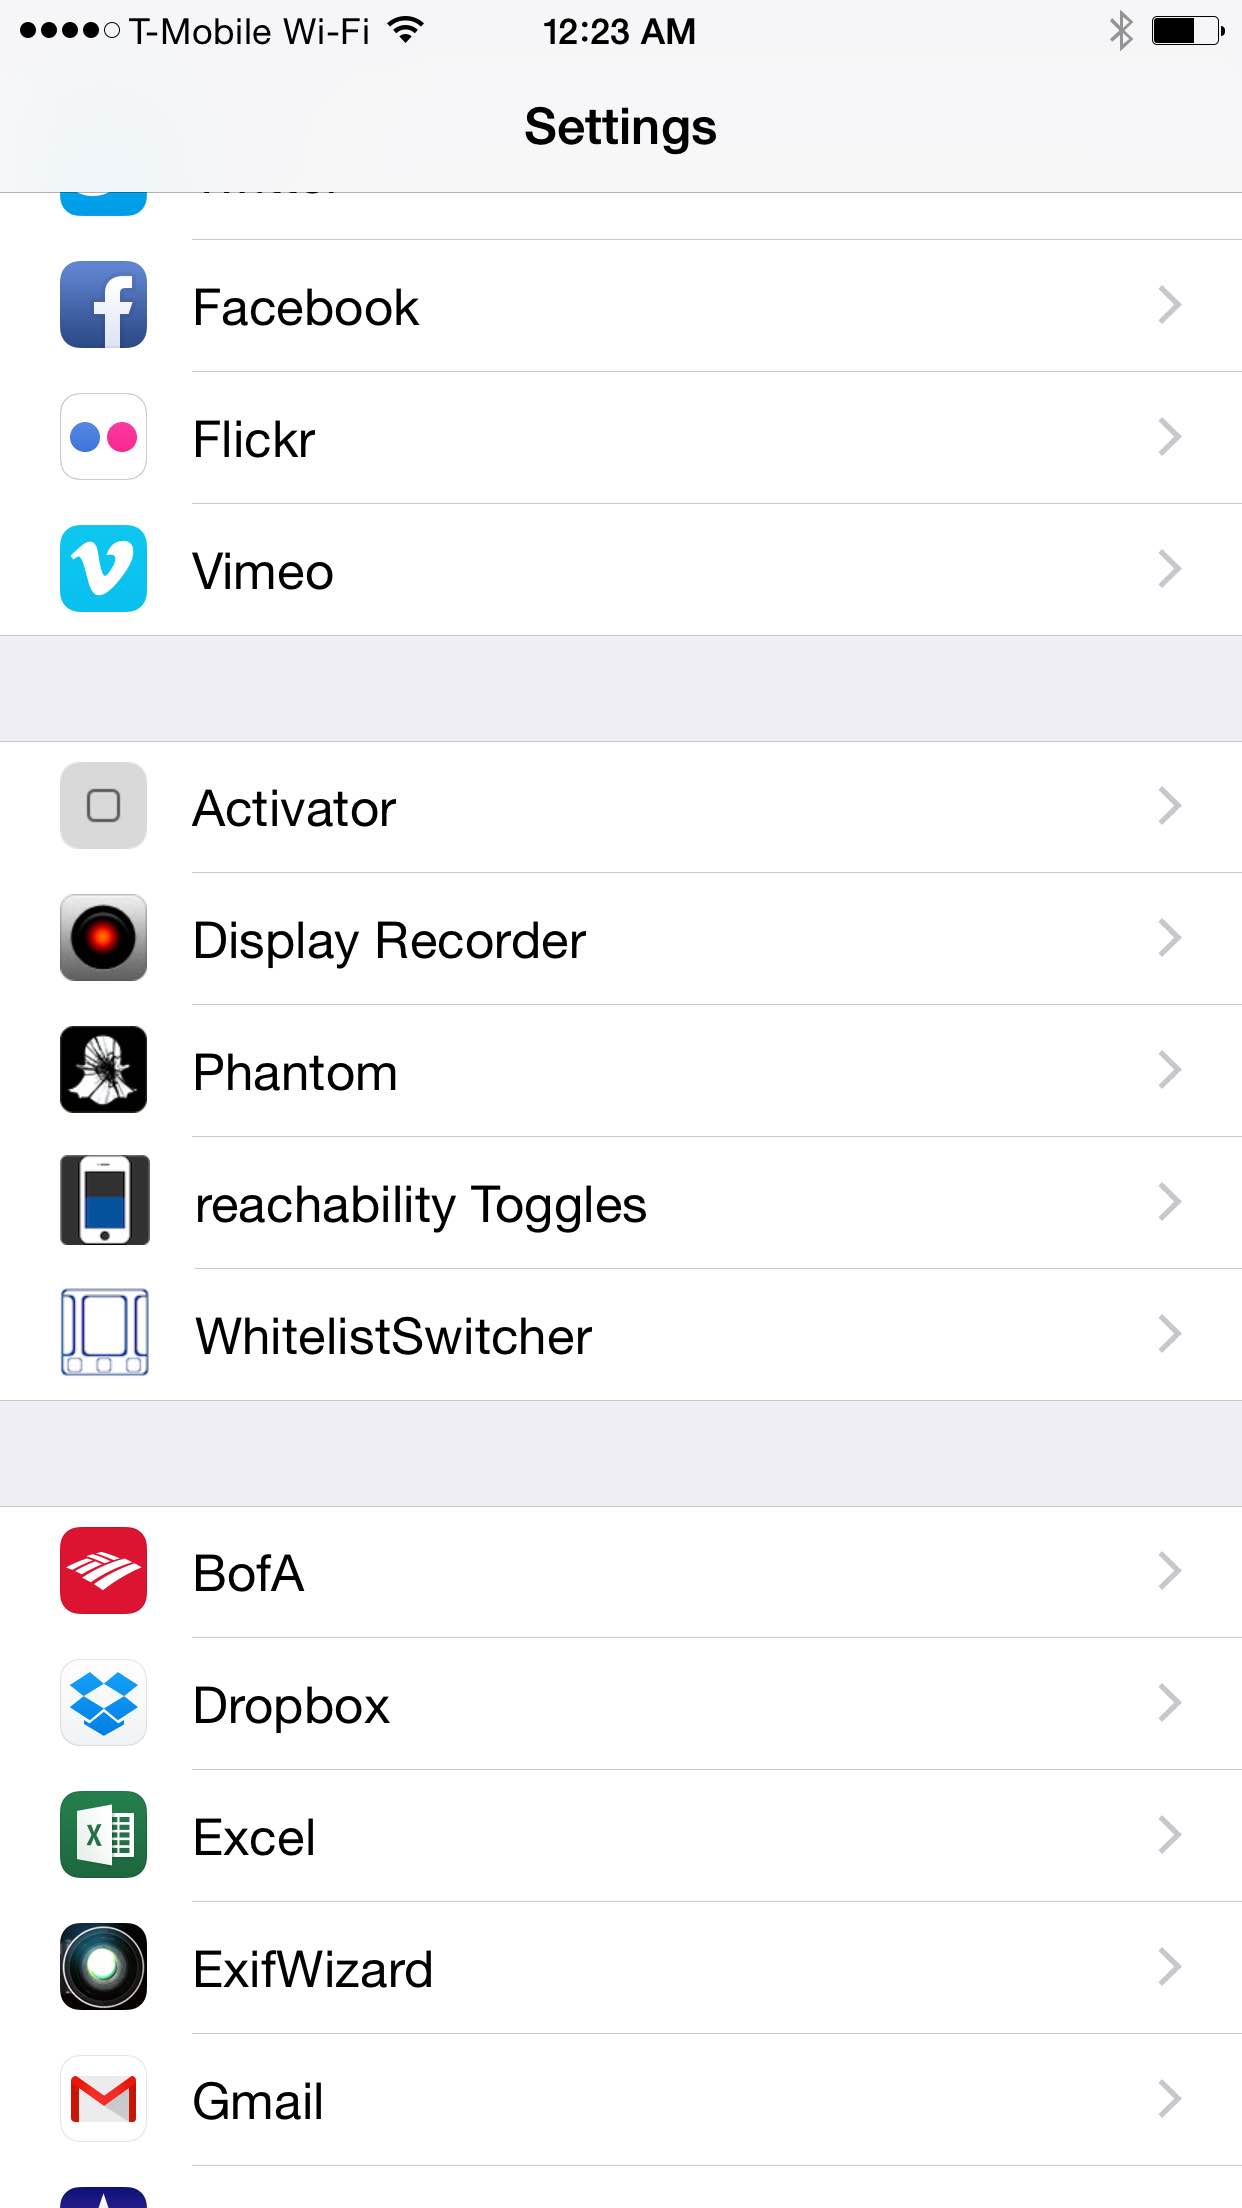 T-Mobile Wi-Fi 12:23 AM
Settings
Facebook
Flickr
Vimeo
Activator
Display Recorder
Phantom
reachability Toggles
WhitelistSwitcher
BofA
Dropbox
Excel
ExifWizard
Gmail